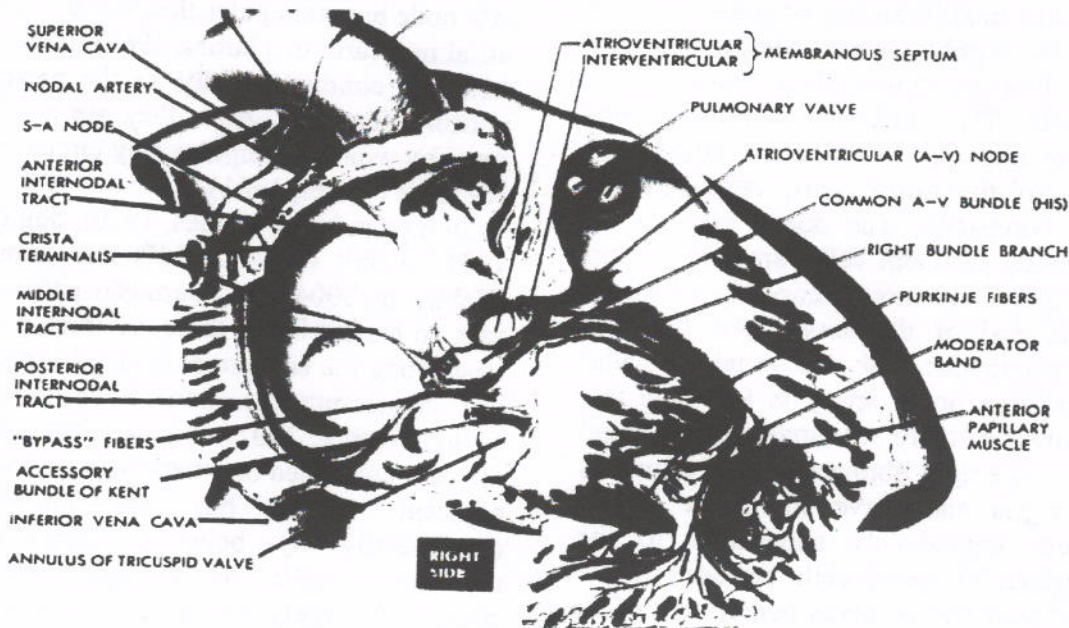 SUPERIOR
VENA CAVA
NODAL ARTERY
S-A NODE
ANTERIOR
INTERNODAL
TRACT
CRISTA
TERMINALIS
MIDDLE
INTERNODAL
TRACT
POSTERIOR
INTERNODAL
TRACT
"BYPASS" FIBERS
ACCESSORY
BUNDLE OF KENT
INFERIOR VENA CAVA
ANNULUS OF TRICUSPID VALVE
ATRIOVENTRICULAR
INTERVENTRICULAR
MEMBRANOUS SEPTUM
PULMONARY VALVE
ATRIOVENTRICULAR (A-V) NODE
COMMON A-V BUNDLE (HIS)
RIGHT BUNDLE BRANCH
PURKINJE FIBERS
MODERATOR
BAND
ANTERIOR
PAPILLARY
MUSCLE
RIGHT
SIDE